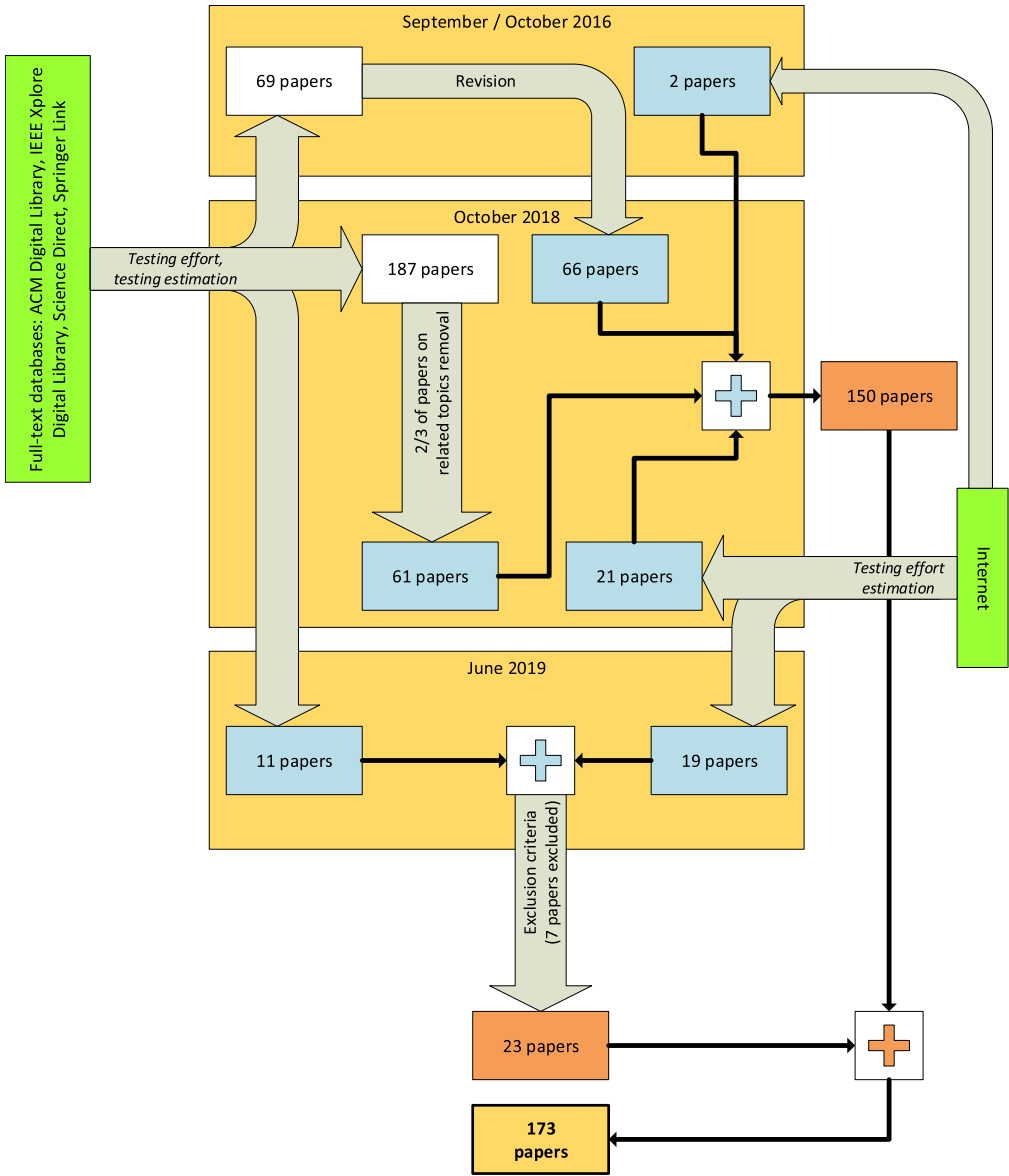 September / October 2016
Full-text databases: ACM Digital Library, IEEE Xplore
Digital Library, Science Direct, Springer Link
69 papers
Revision
2 papers
October 2018
Testing effort,
testing estimation
187 papers
66 papers
2/3 of papers on
related topics removal
150 papers
61 papers
21 papers
Testing effort
estimation
Internet
June 2019
11 papers
19 papers
Exclusion criteria
(7 papers excluded)
23 papers
173
papers